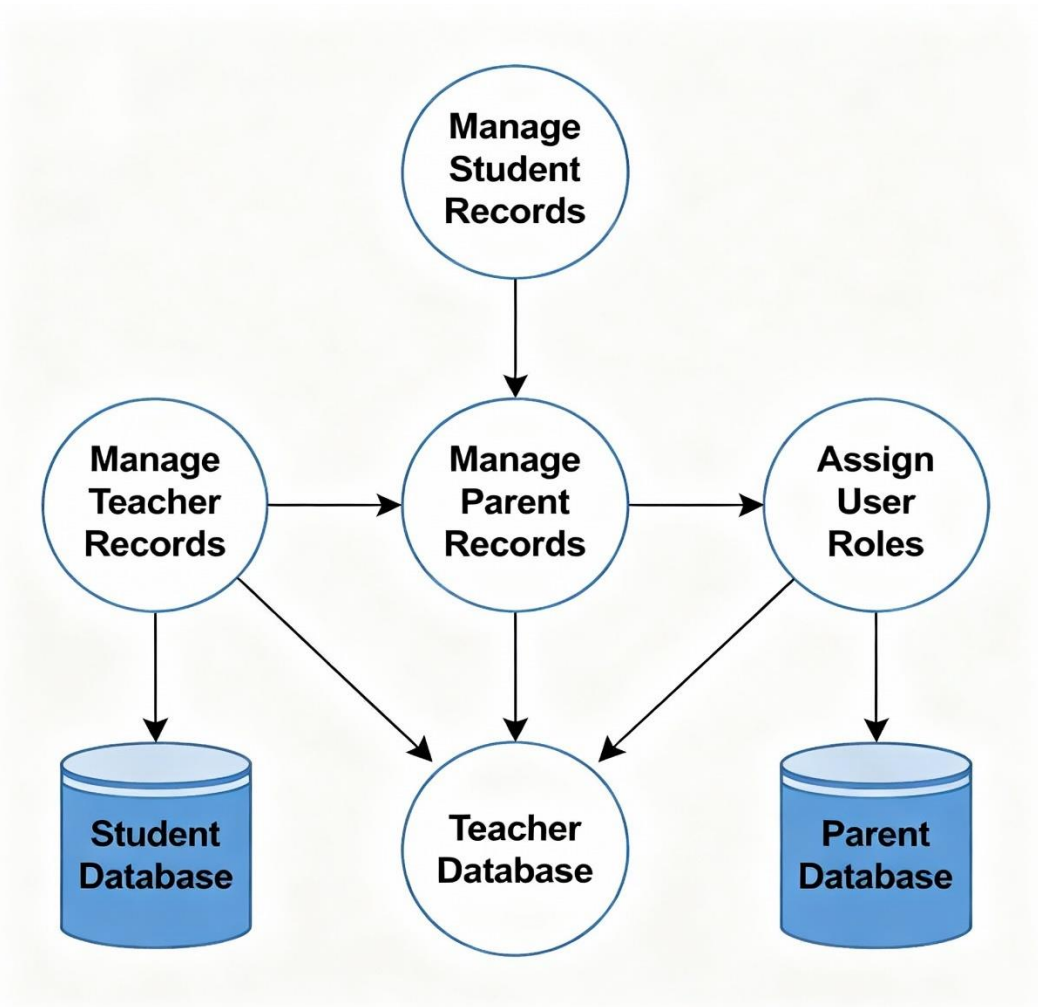 Manage
Student
Records
Manage
Teacher
Records
Manage
Parent
Records
Assign
User
Roles
Student
Database
Teacher
Database
Parent
Database